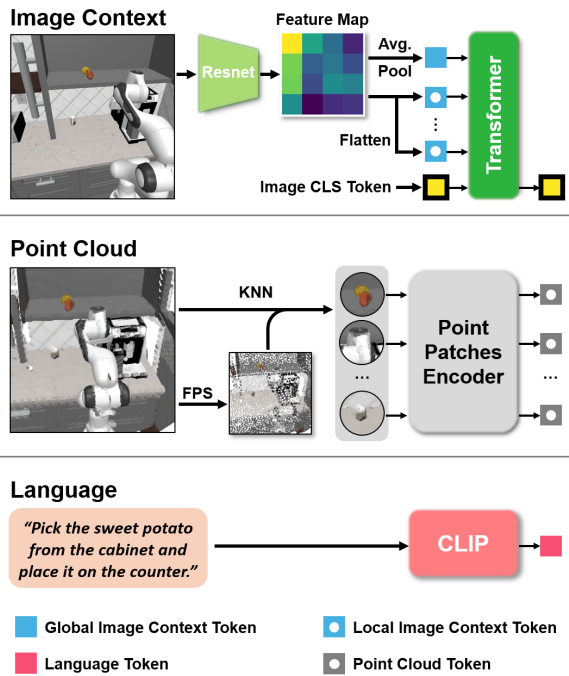 Image Context
Feature Map
Resnet
Avg.
Pool
Flatten
...
Transformer
Image CLS Token
Point Cloud
KNN
FPS
...
Point
Patches
Encoder
...
Language
“Pick the sweet potato
from the cabinet and
place it on the counter.”
CLIP
Global Image Context Token
Local Image Context Token
Language Token
Point Cloud Token